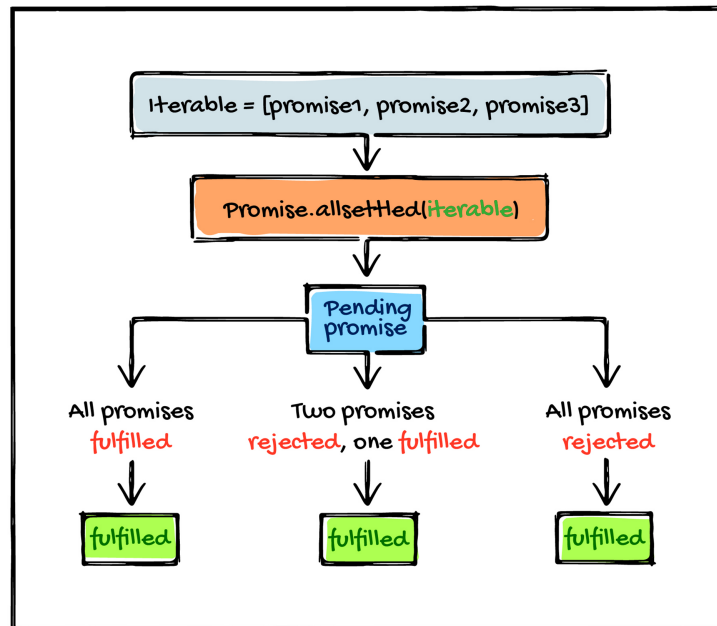 Iterable = [promise1, promise2, promise3]
Promise.allsettled(iterable)
Pending
promise
All promises
fulfilled
Two promises
rejected, one fulfilled
All promises
rejected
fulfilled
fulfilled
fulfilled